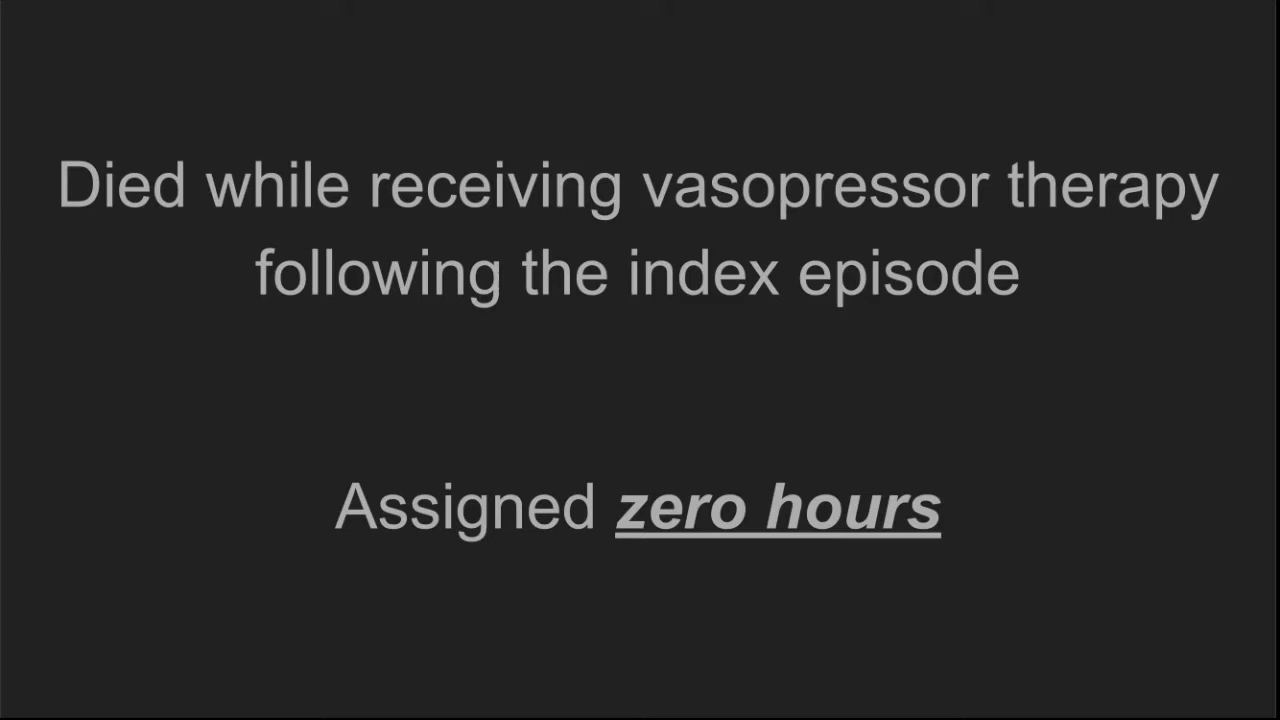 Died while receiving vasopressor therapy
following the index episode
Assigned zero hours